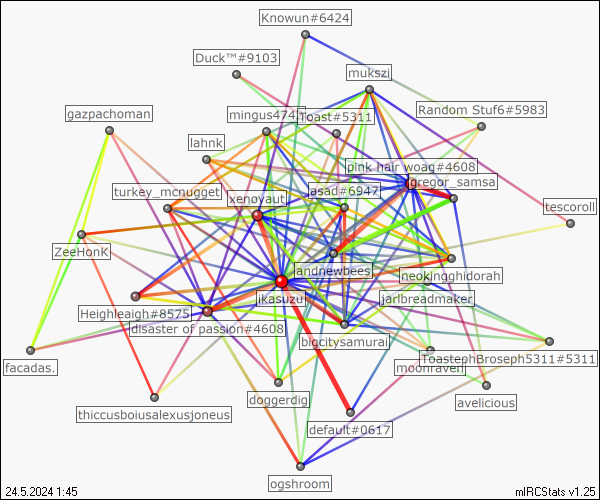 Knowun#6424
Duck™#9103
mukszi
gazpachoman
mingus4742
Toast#5311
Random Stuf6#5983
lahnk
pink hair woag#4608
gregor_samsa
turkey_mcnugget
xenoyaut
asad#6947
tescoroll
ZeeHonK
landnewbees
neokingghidorah
ikasuzu
jarlbreadmaker
Heighleaigh#8575
disaster of passion#4608
bigcitysamurai
ToastephBroseph5311#5311
facadas.
moonraven
doggerdig
avelicious
thiccusboiusalexusjoneus
default#0617
ogshroom
24.5.2024 1:45
mIRCStats v1.25